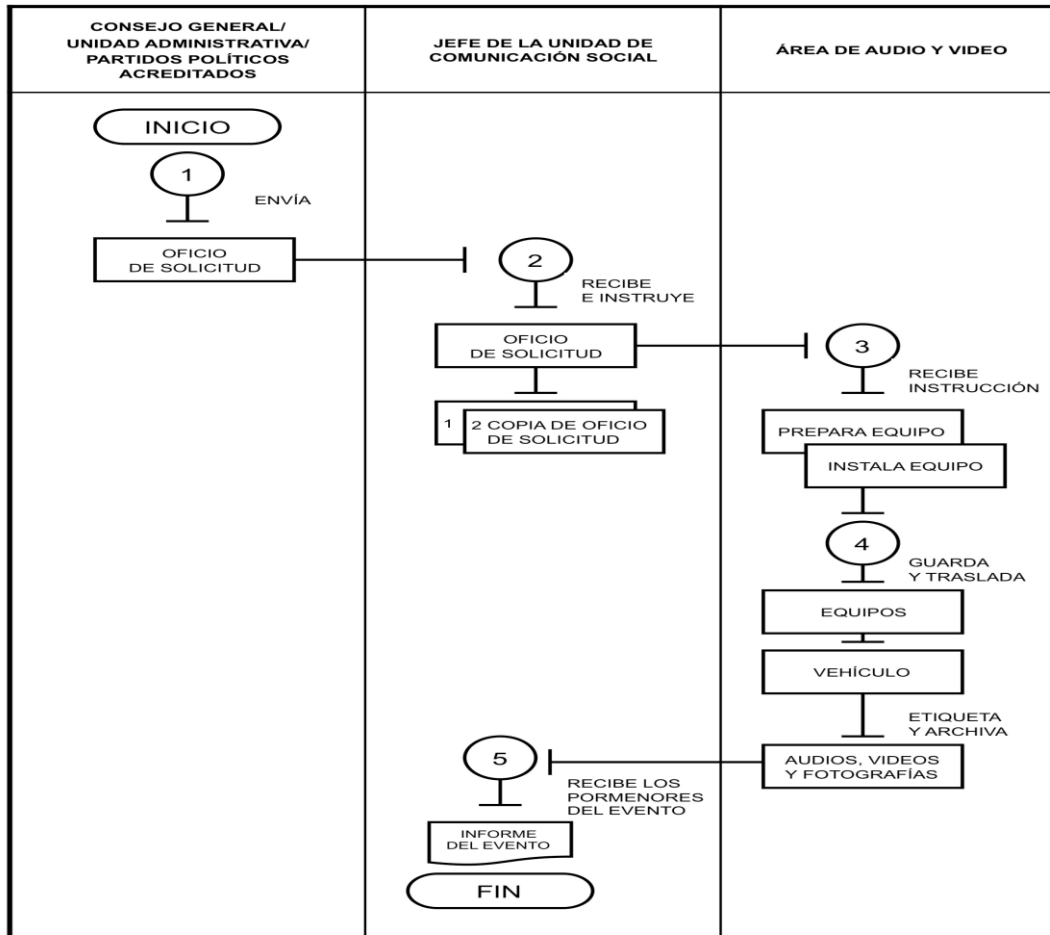 CONSEJO GENERAL/
UNIDAD ADMINISTRATIVA/
PARTIDOS POLÍTICOS
ACREDITADOS
JEFE DE LA UNIDAD DE
COMUNICACIÓN SOCIAL
ÁREA DE AUDIO Y VIDEO
INICIO
1
ENVÍA
OFICIO
DE SOLICITUD
2
RECIBE
E INSTRUYE
OFICIO
DE SOLICITUD
1
2 COPIA DE OFICIO
DE SOLICITUD
3
RECIBE
INSTRUCCIÓN
PREPARA EQUIPO
INSTALA EQUIPO
4
GUARDA
Y TRASLADA
EQUIPOS
VEHÍCULO
ETIQUETA
Y ARCHIVA
AUDIOS, VIDEOS
Y FOTOGRAFÍAS
5
RECIBE LOS
PORMENORES
DEL EVENTO
INFORME
DEL EVENTO
FIN